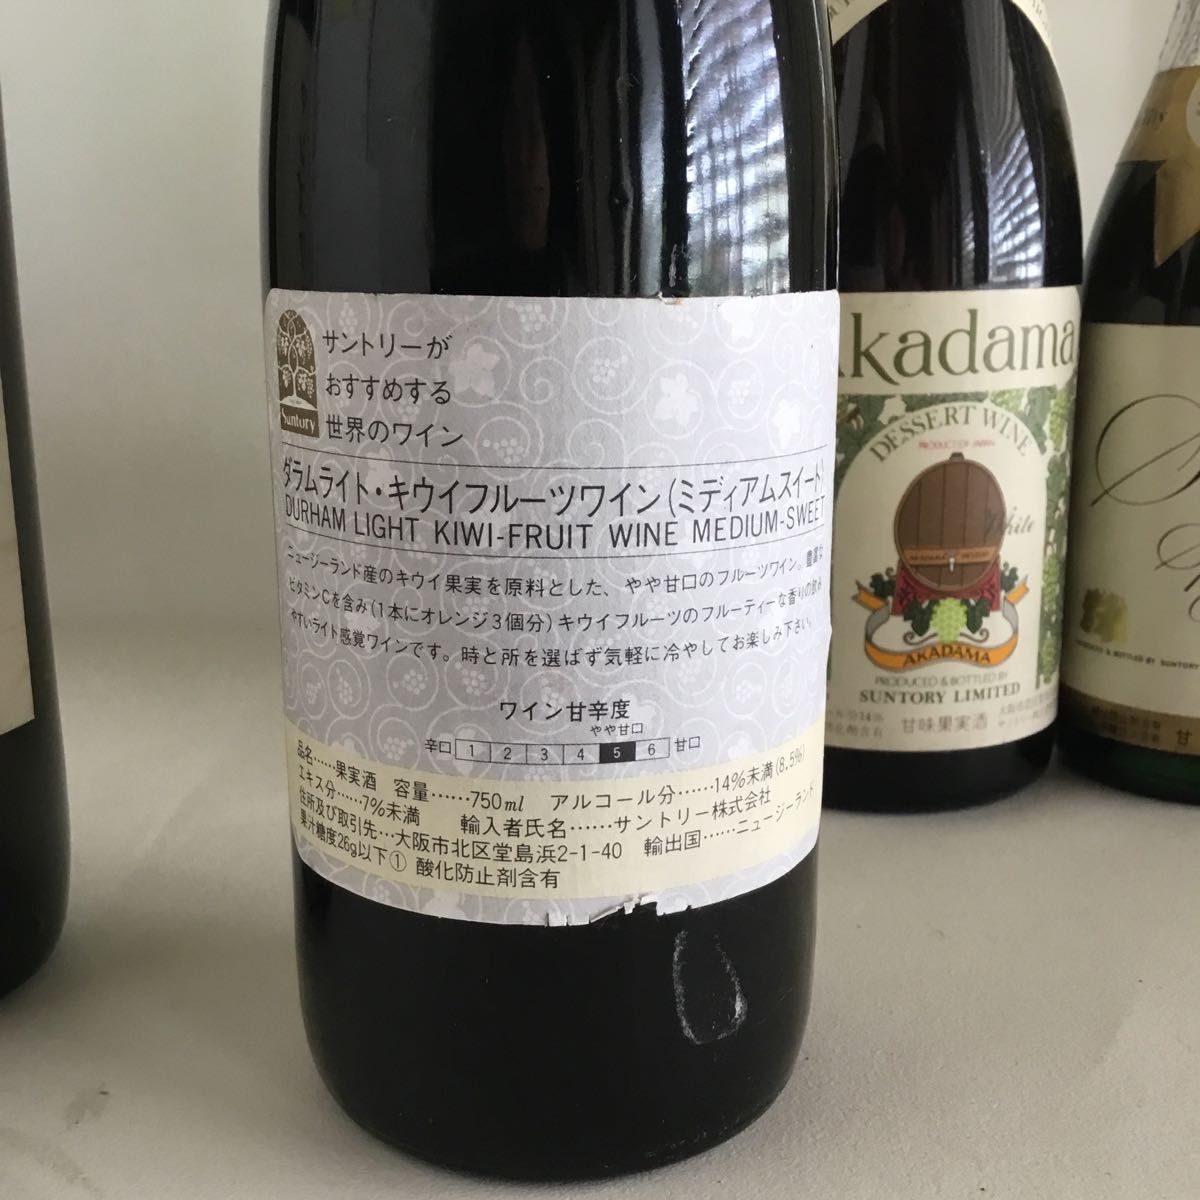 サントリーが
おすすめする
世界のワイン
Suntory
ダラムライト・キウイフルーツワイン(ミディアムスイート)
DURHAM LIGHT KIWI-FRUIT WINE MEDIUM-SWEET
ニュージーランド産のキウイ果実を原料とした、やや甘口のフルーツワイン。豊富な
ビタミンCを含み(1本にオレンジ3個分)キウイフルーツのフルーティーな香りの飲み
やすいライト感覚ワインです。時と所を選ばず気軽に冷やしてお楽しみ下さい。
ワイン甘辛度
やや甘口
辛口 1 2 3 4 5 6 甘口
品名……果実酒 容量……750ml アルコール分……14%未満(8.5%)
エキス分……7%未満 輸入者氏名……サントリー株式会社
住所及び取引先…大阪市北区堂島浜2-1-40 輸出国……ニュージーランド
果汁糖度26g以下① 酸化防止剤含有
kadama
DESSERT WINE
PRODUCT OF JAPAN
White
AKADAMA
PRODUCED & BOTTLED BY
SUNTORY LIMITED
甘味果実酒
& BOTTLED BY SUNTORY
甘